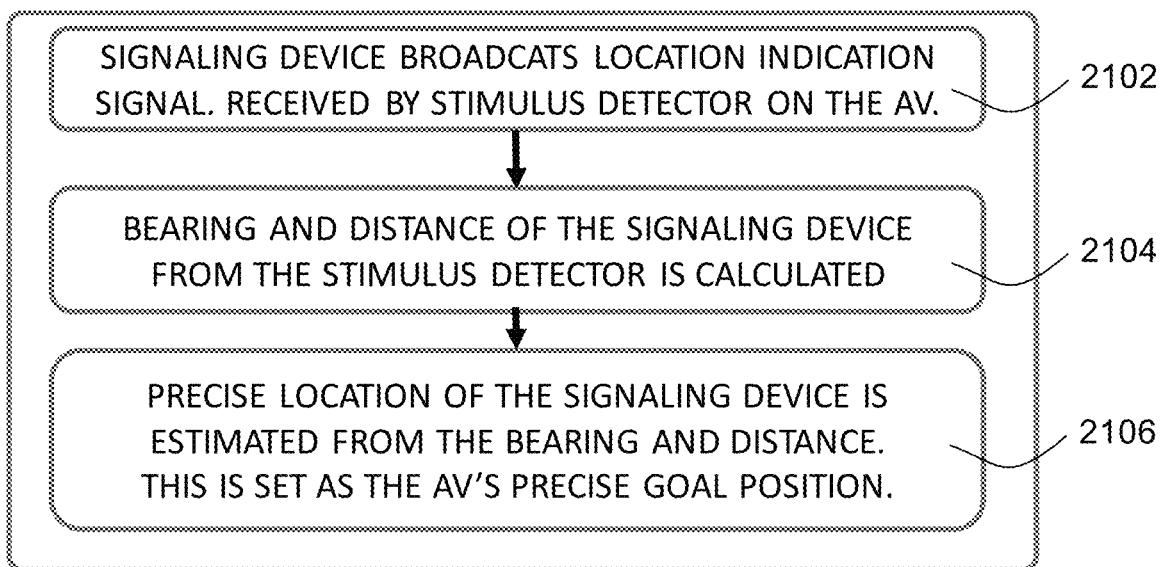 SIGNALING DEVICE BROADCATS LOCATION INDICATION
SIGNAL. RECEIVED BY STIMULUS DETECTOR ON THE AV.
2102
BEARING AND DISTANCE OF THE SIGNALING DEVICE
FROM THE STIMULUS DETECTOR IS CALCULATED
2104
PRECISE LOCATION OF THE SIGNALING DEVICE IS
ESTIMATED FROM THE BEARING AND DISTANCE.
THIS IS SET AS THE AV'S PRECISE GOAL POSITION.
2106